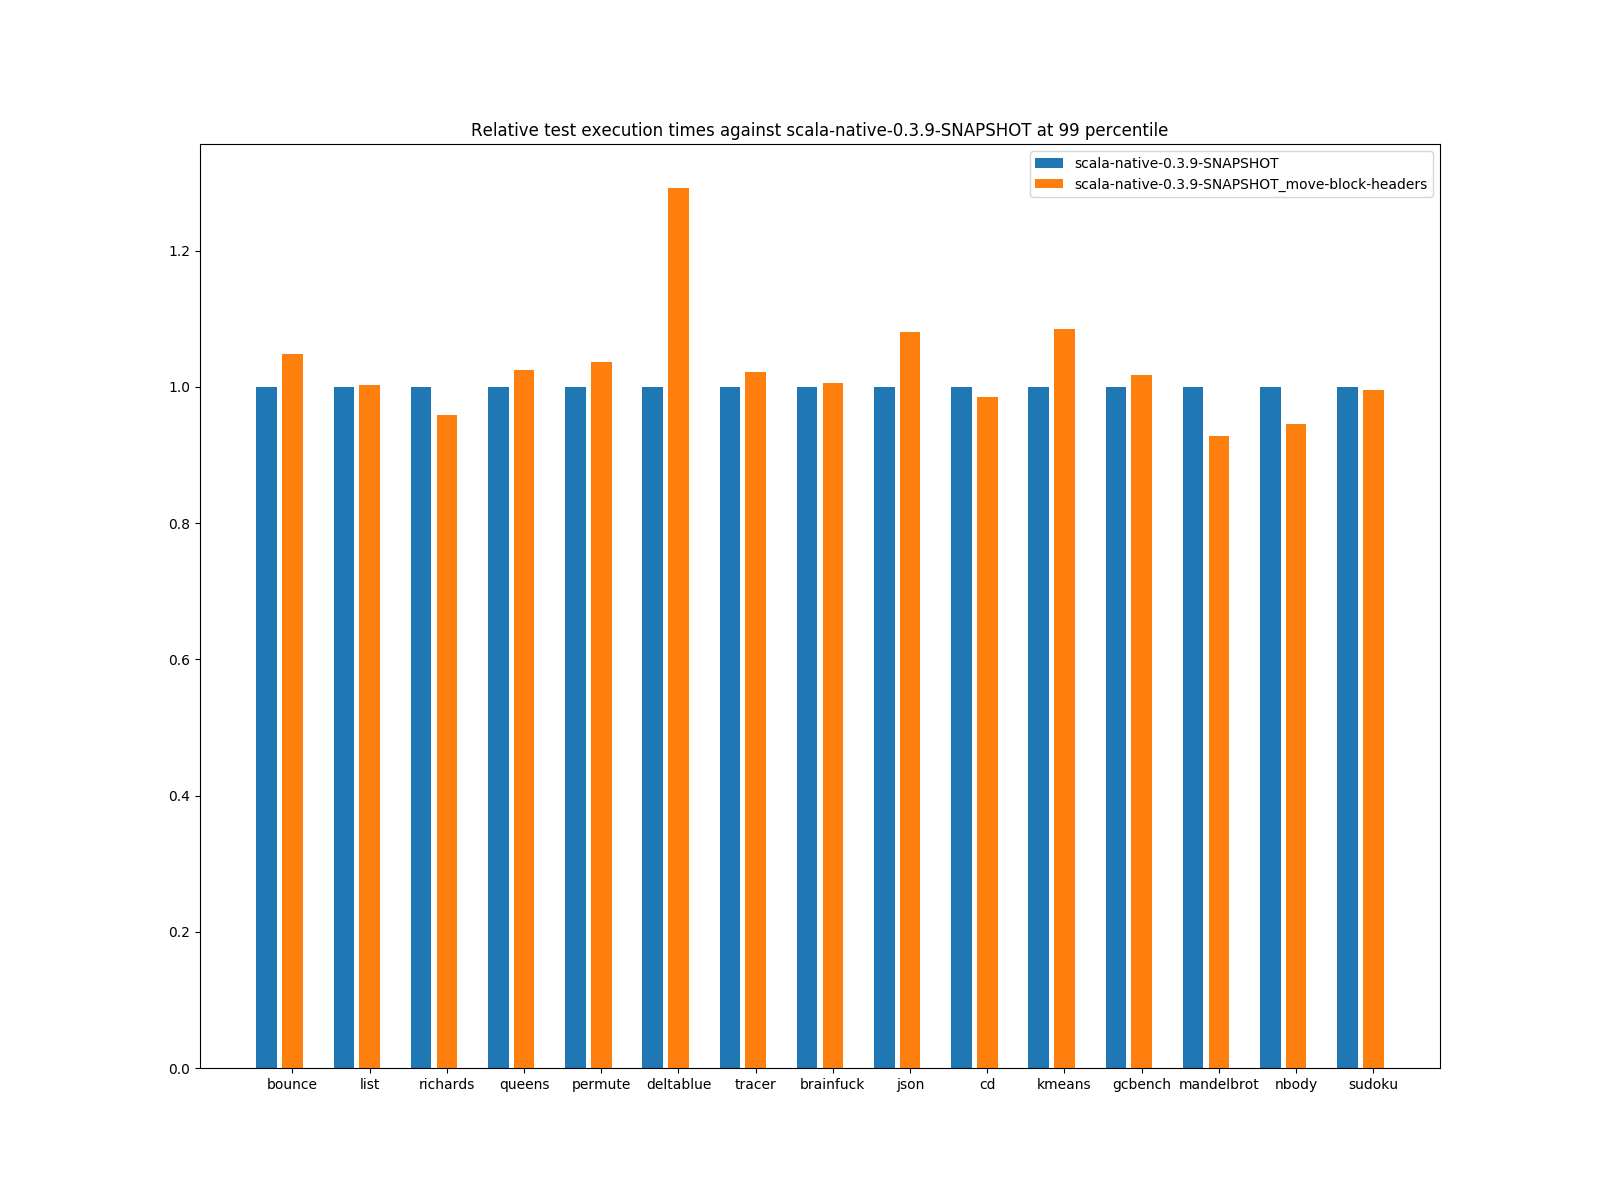 Relative test execution times against scala-native-0.3.9-SNAPSHOT at 99 percentile
scala-native-0.3.9-SNAPSHOT
scala-native-0.3.9-SNAPSHOT_move-block-headers
1.2
1.0
0.8
0.6
0.4
0.2
0.0
bounce list richards queens permute deltablue tracer brainfuck json cd kmeans gcbench mandelbrot nbody sudoku